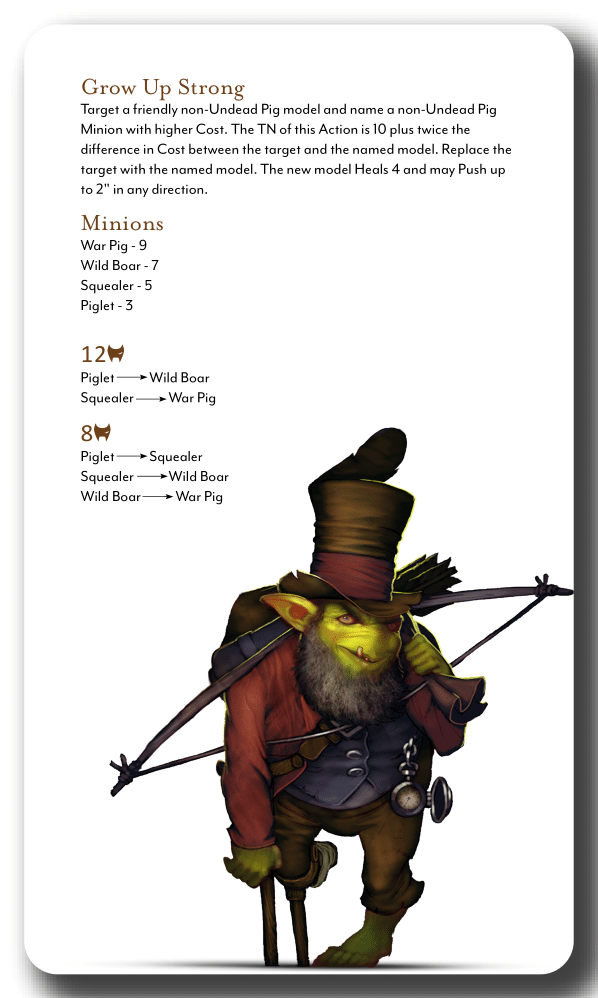 Grow Up Strong
Target a friendly non-Undead Pig model and name a non-Undead Pig
Minion with higher Cost. The TN of this Action is 10 plus twice the
difference in Cost between the target and the named model. Replace the
target with the named model. The new model Heals 4 and may Push up
to 2" in any direction.
Minions
War Pig - 9
Wild Boar - 7
Squealer - 5
Piglet - 3
12
Piglet → Wild Boar
Squealer → War Pig
8
Piglet → Squealer
Squealer → Wild Boar
Wild Boar → War Pig